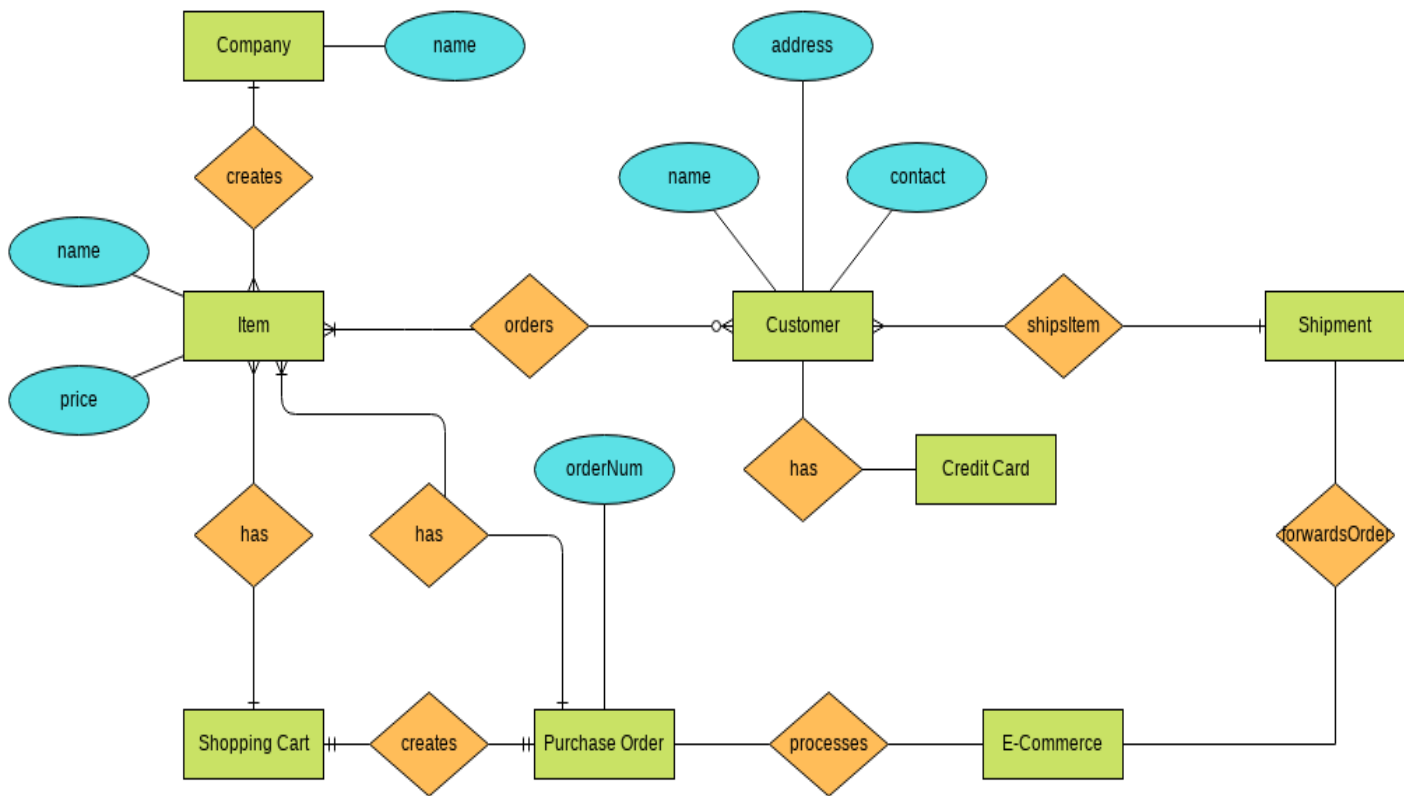 Company
name
address
creates
name
contact
name
Item
orders
Customer
shipsItem
Shipment
price
orderNum
has
Credit Card
has
has
forwardsOrder
Shopping Cart
creates
Purchase Order
processes
E-Commerce